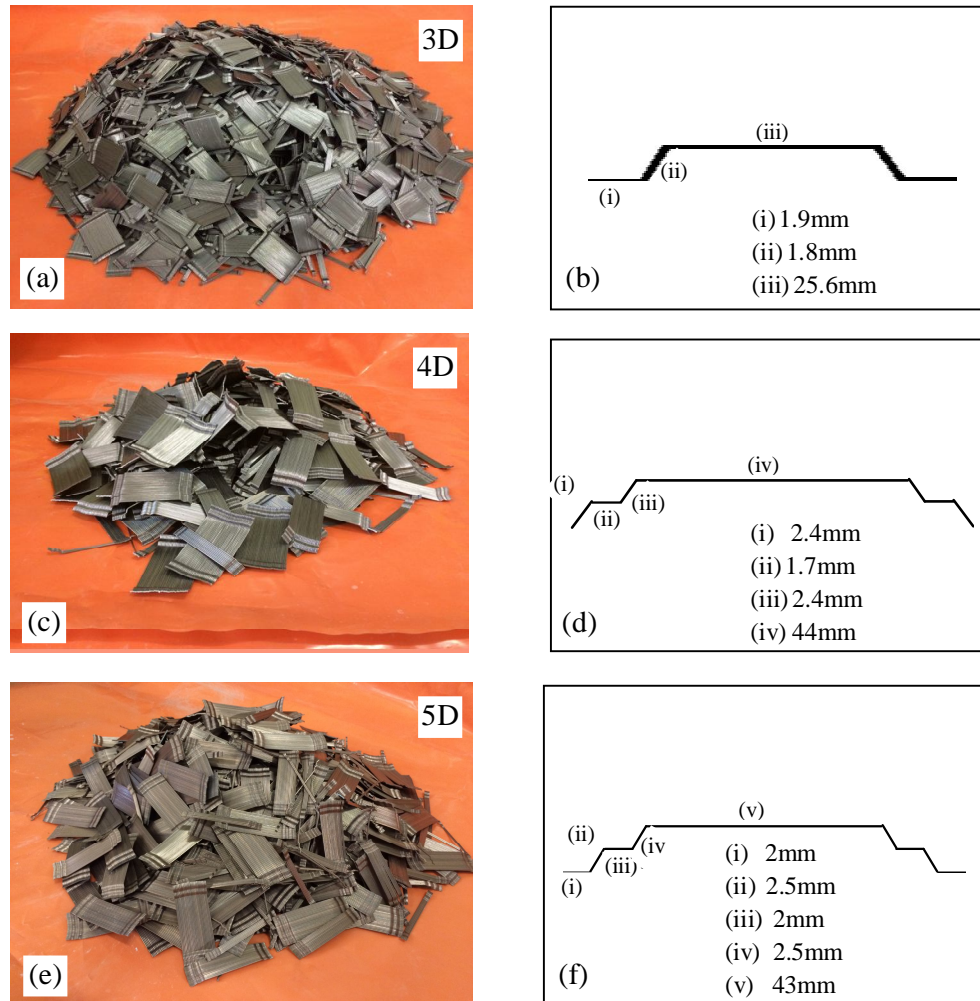 3D
(a)
(iii)
(ii)
(i)
(i) 1.9mm
(ii) 1.8mm
(iii) 25.6mm
(b)
4D
(c)
(iv)
(i)
(ii)
(iii)
(i) 2.4mm
(ii) 1.7mm
(iii) 2.4mm
(iv) 44mm
(d)
5D
(e)
(v)
(ii)
(iv
(iii)
(i)
(i) 2mm
(ii) 2.5mm
(iii) 2mm
(iv) 2.5mm
(v) 43mm
(f)